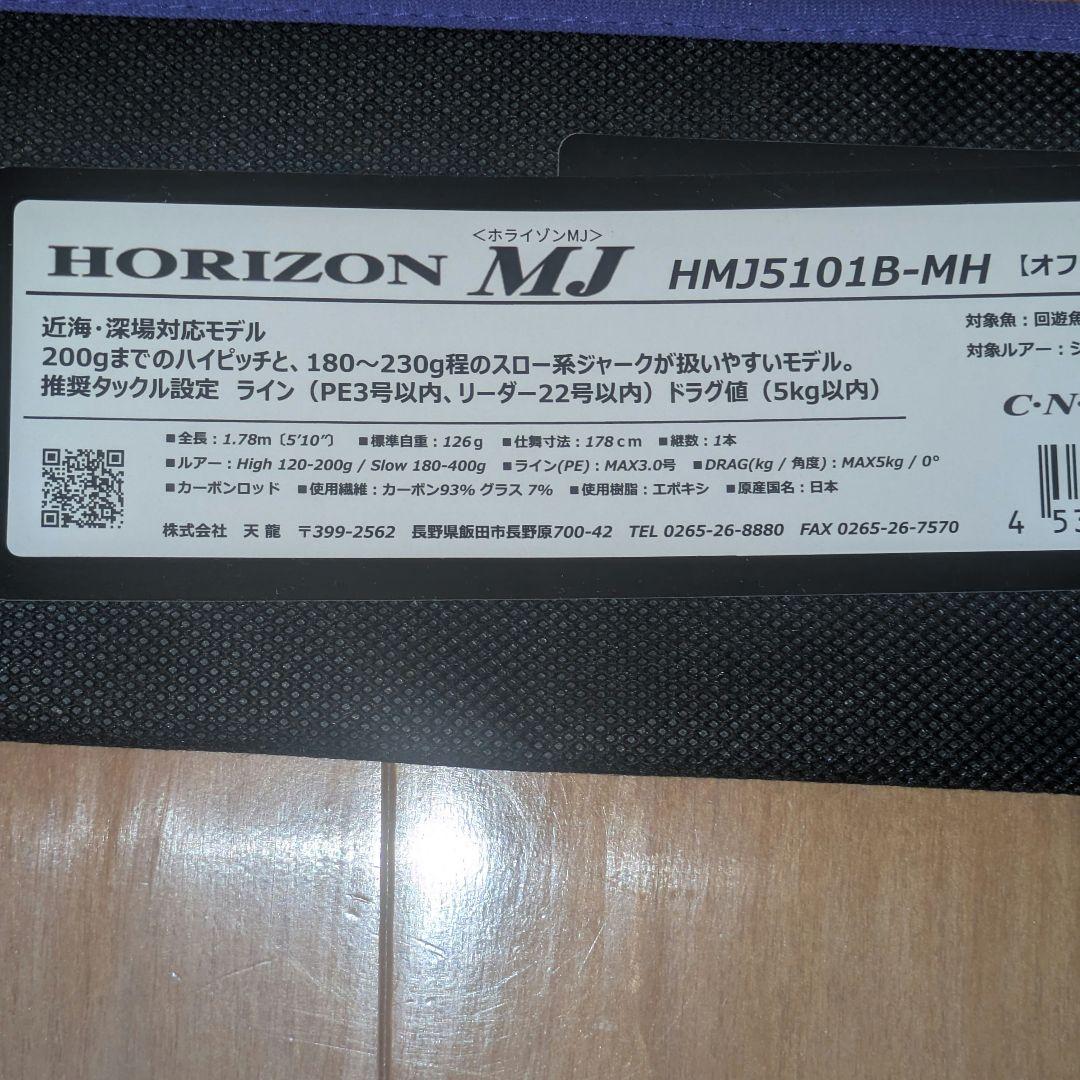 ＜ホライゾンMJ＞
HORIZON MJ HMJ5101B-MH 【オフ
近海・深場対応モデル
200gまでのハイピッチと、180～230g程のスロー系ジャークが扱いやすいモデル。
推奨タックル設定 ライン（PE3号以内、リーダー22号以内）ドラグ値（5kg以内）
対象魚：回遊魚
対象ルアー：ジ
C・N・
■全長：1.78m〔5'10"〕 ■標準自重：126g ■仕舞寸法：178cm ■継数：1本
■ルアー：High 120-200g / Slow 180-400g ■ライン(PE)：MAX3.0号 ■DRAG(kg / 角度)：MAX5kg / 0°
■カーボンロッド ■使用繊維：カーボン93% グラス 7% ■使用樹脂：エポキシ ■原産国名：日本
株式会社 天龍 〒399-2562 長野県飯田市長野原700-42 TEL 0265-26-8880 FAX 0265-26-7570
4 53